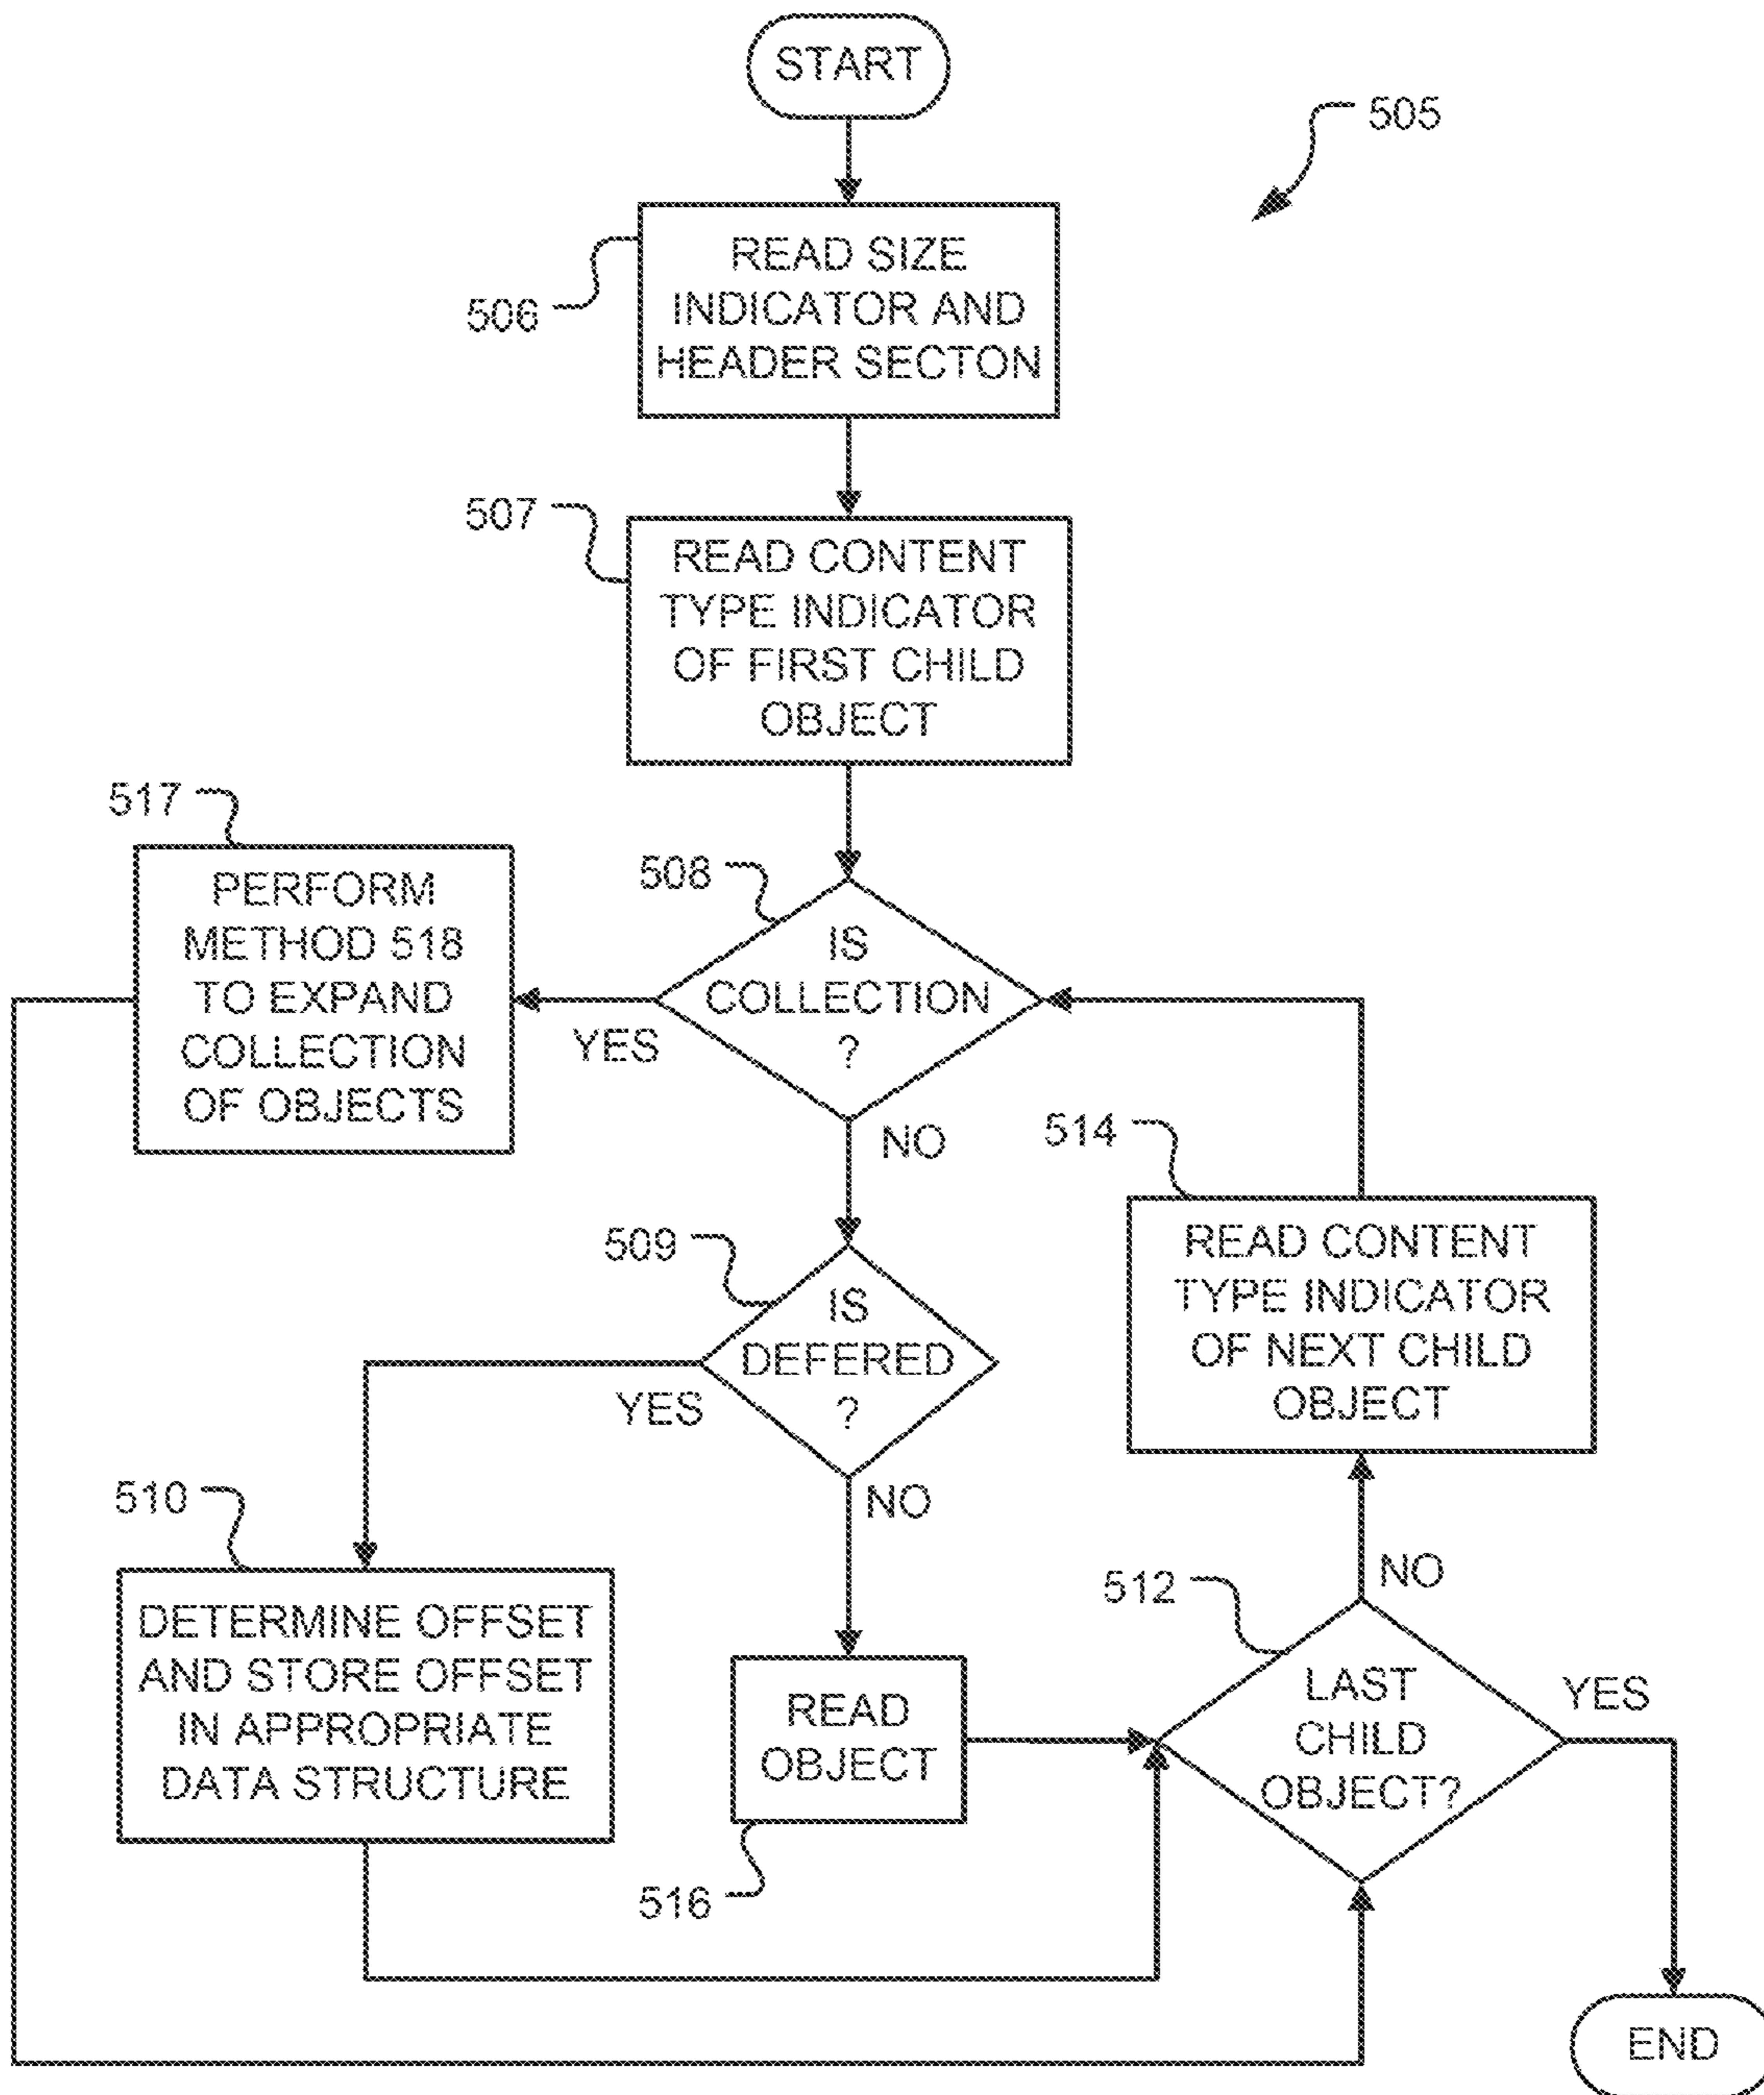 START
505
506
READ SIZE
INDICATOR AND
HEADER SECTON
507
READ CONTENT
TYPE INDICATOR
OF FIRST CHILD
OBJECT
517
PERFORM
METHOD 518
TO EXPAND
COLLECTION
OF OBJECTS
508
IS
COLLECTION
?
YES
NO
514
READ CONTENT
TYPE INDICATOR
OF NEXT CHILD
OBJECT
509
IS
DEFERED
?
YES
NO
510
DETERMINE OFFSET
AND STORE OFFSET
IN APPROPRIATE
DATA STRUCTURE
READ
OBJECT
516
512
NO
LAST
CHILD
OBJECT?
YES
END